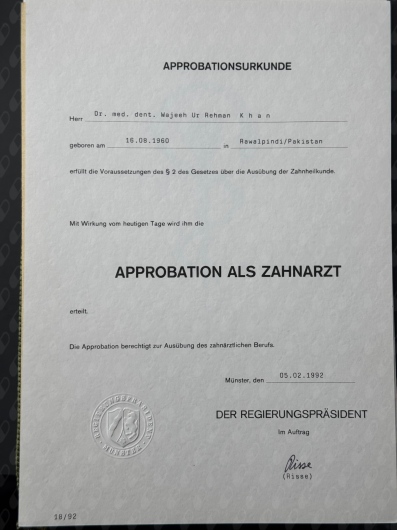 APPROBATIONSURKUNDE
Herr Dr. med. dent. Wajeeh Ur Rehman K h a n
geboren am 16.08.1960 in Rawalpindi/Pakistan
erfüllt die Voraussetzungen des § 2 des Gesetzes über die Ausübung der Zahnheilkunde.
Mit Wirkung vom heutigen Tage wird ihm die
APPROBATION ALS ZAHNARZT
erteilt.
Die Approbation berechtigt zur Ausübung des zahnärztlichen Berufs.
Münster, den 05.02.1992
DER REGIERUNGSPRÄSIDENT
Im Auftrag
Risse
(Risse)
16/92